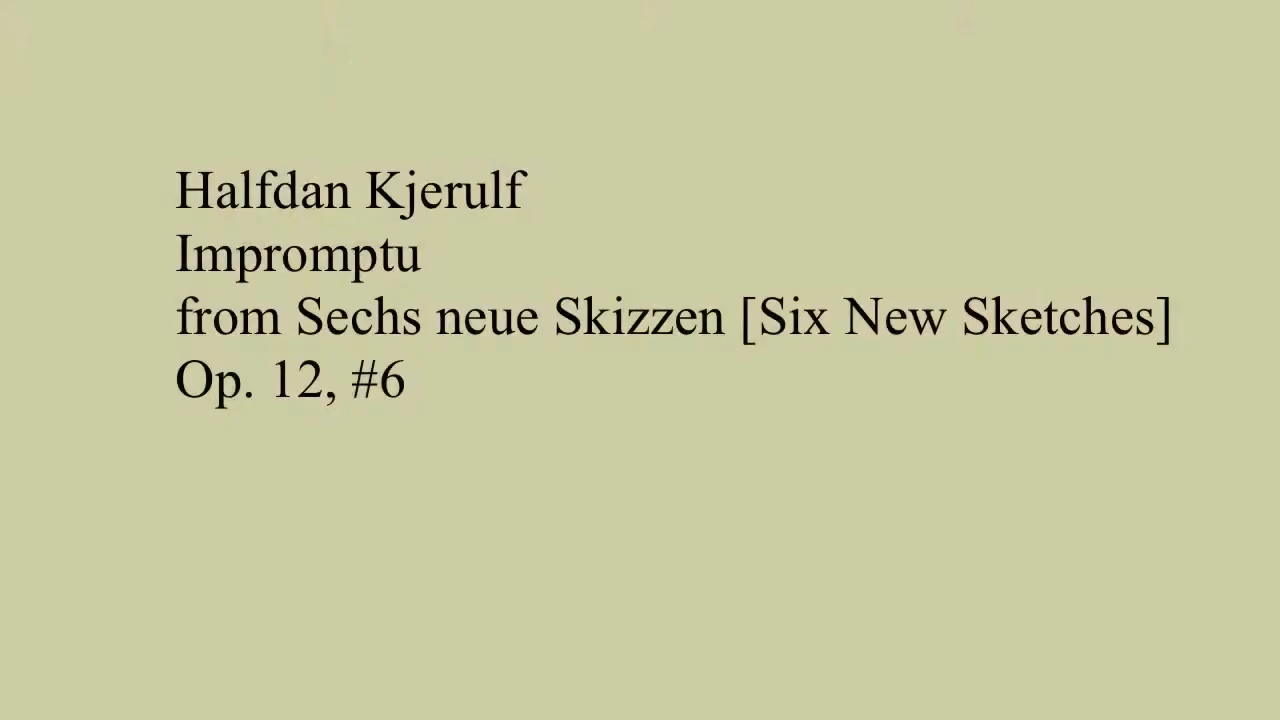 Halfdan Kjerulf
Impromptu
from Sechs neue Skizzen [Six New Sketches]
Op. 12, #6